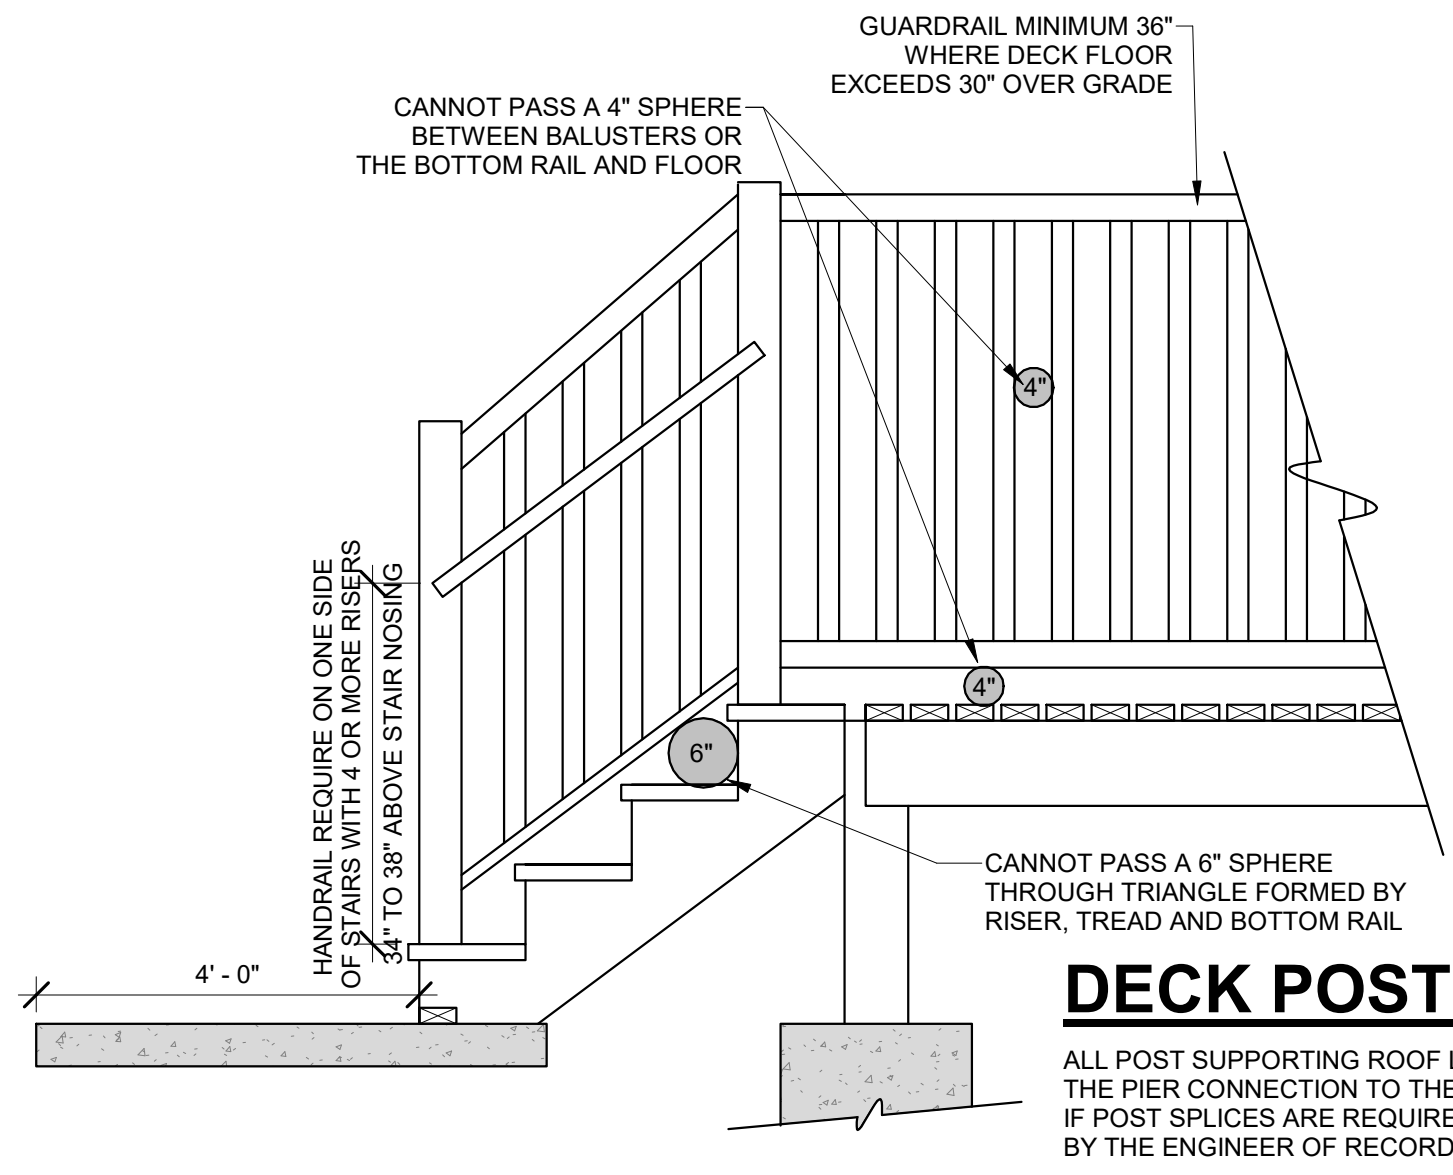 GUARDRAIL MINIMUM 36"
WHERE DECK FLOOR
EXCEEDS 30" OVER GRADE
CANNOT PASS A 4" SPHERE
BETWEEN BALUSTERS OR
THE BOTTOM RAIL AND FLOOR
4"
4"
6"
HANDRAIL REQUIRE ON ONE SIDE
OF STAIRS WITH 4 OR MORE RISERS
34" TO 38" ABOVE STAIR NOSING
CANNOT PASS A 6" SPHERE
THROUGH TRIANGLE FORMED BY
RISER, TREAD AND BOTTOM RAIL
4' - 0"
DECK POST
ALL POST SUPPORTING ROOF
THE PIER CONNECTION TO THE
IF POST SPLICES ARE REQUIRE
BY THE ENGINEER OF RECORD